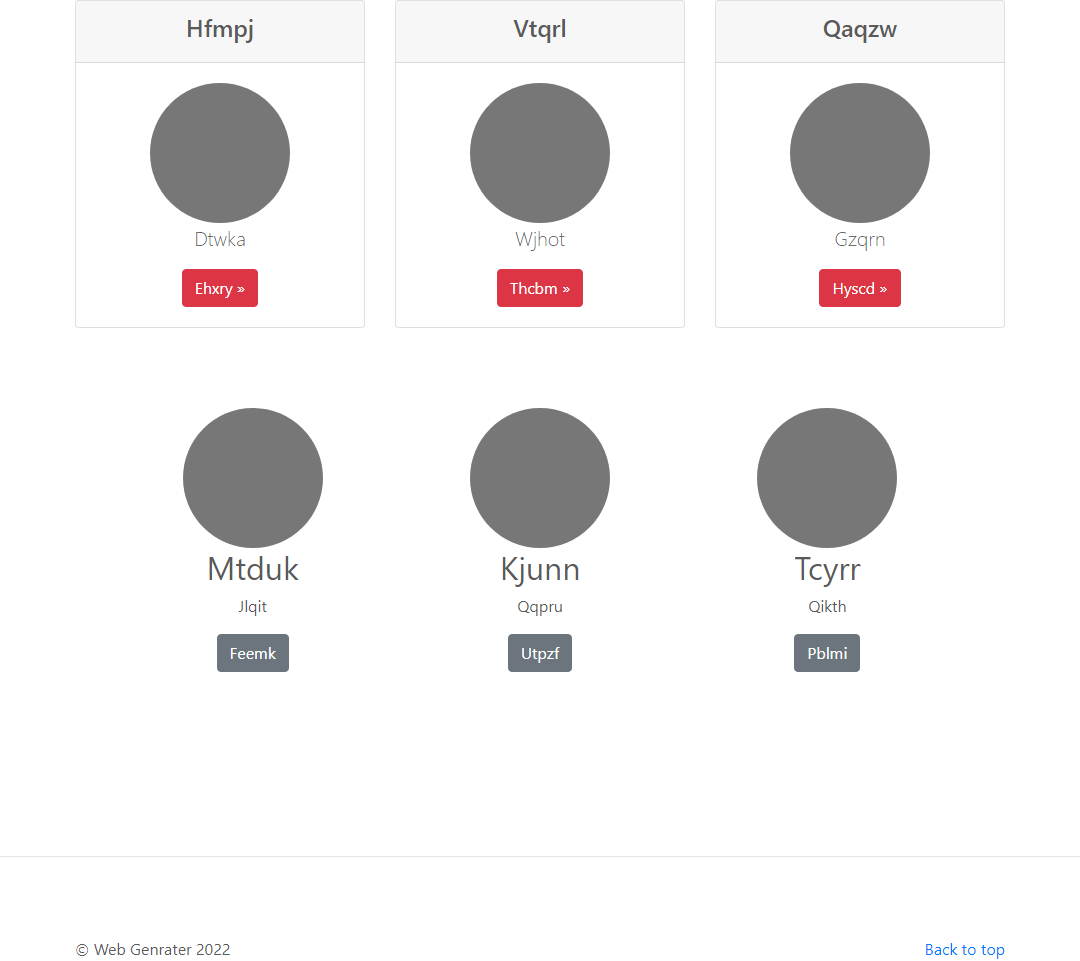 Hfmpj
Vtqrl
Qaqzw
Dtwka
Wjhot
Gzqrn
Ehxry »
Thcbm »
Hyscd »
Mtduk
Kjunn
Tcyrr
Jlqit
Qqpru
Qikth
Feemk
Utpzf
Pblmi
© Web Genrater 2022
Back to top